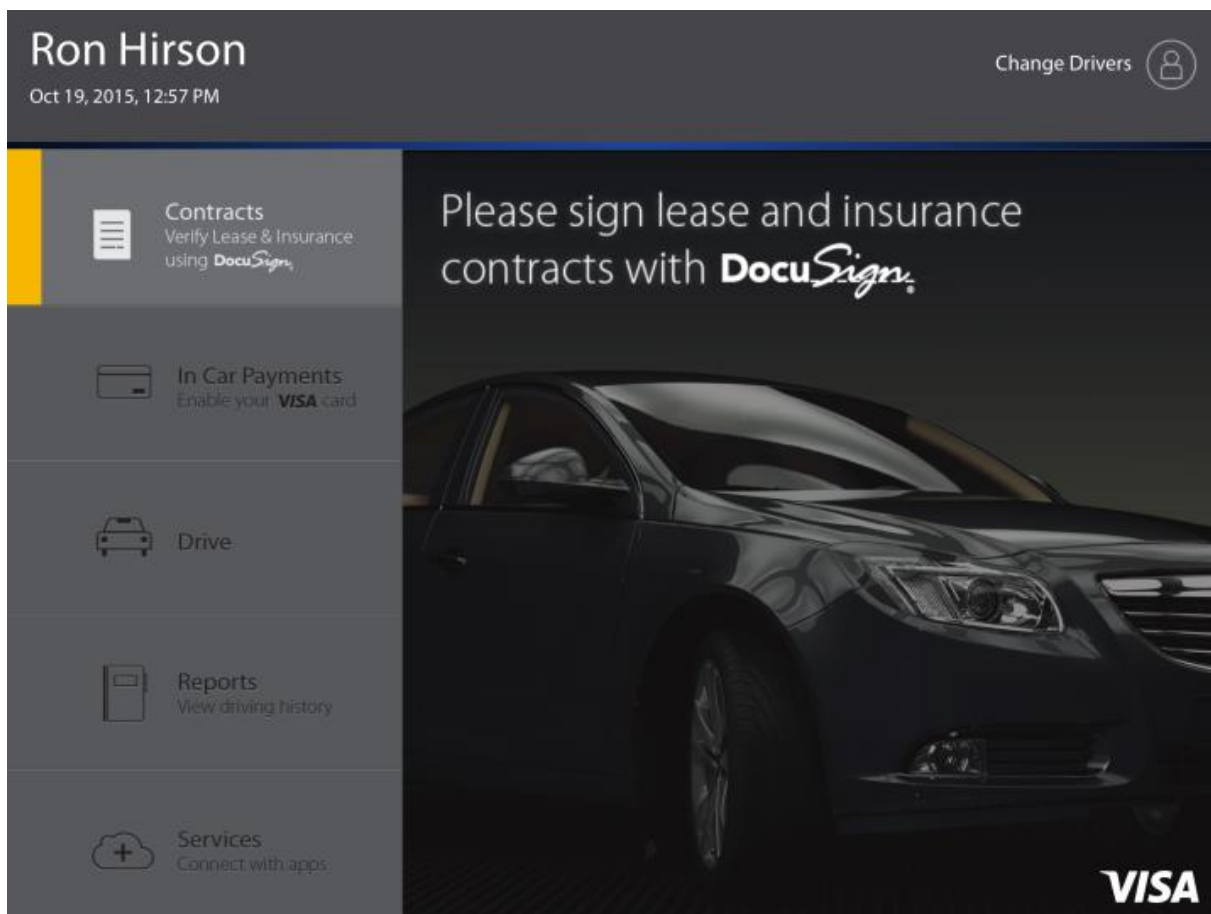 Ron Hirson
Oct 19, 2015, 12:57 PM
Change Drivers
Contracts
Verify Lease & Insurance
using DocuSign
Please sign lease and insurance
contracts with DocuSign®
In Car Payments
Enable your VISA card
Drive
Reports
View driving history
Services
Connect with apps
VISA